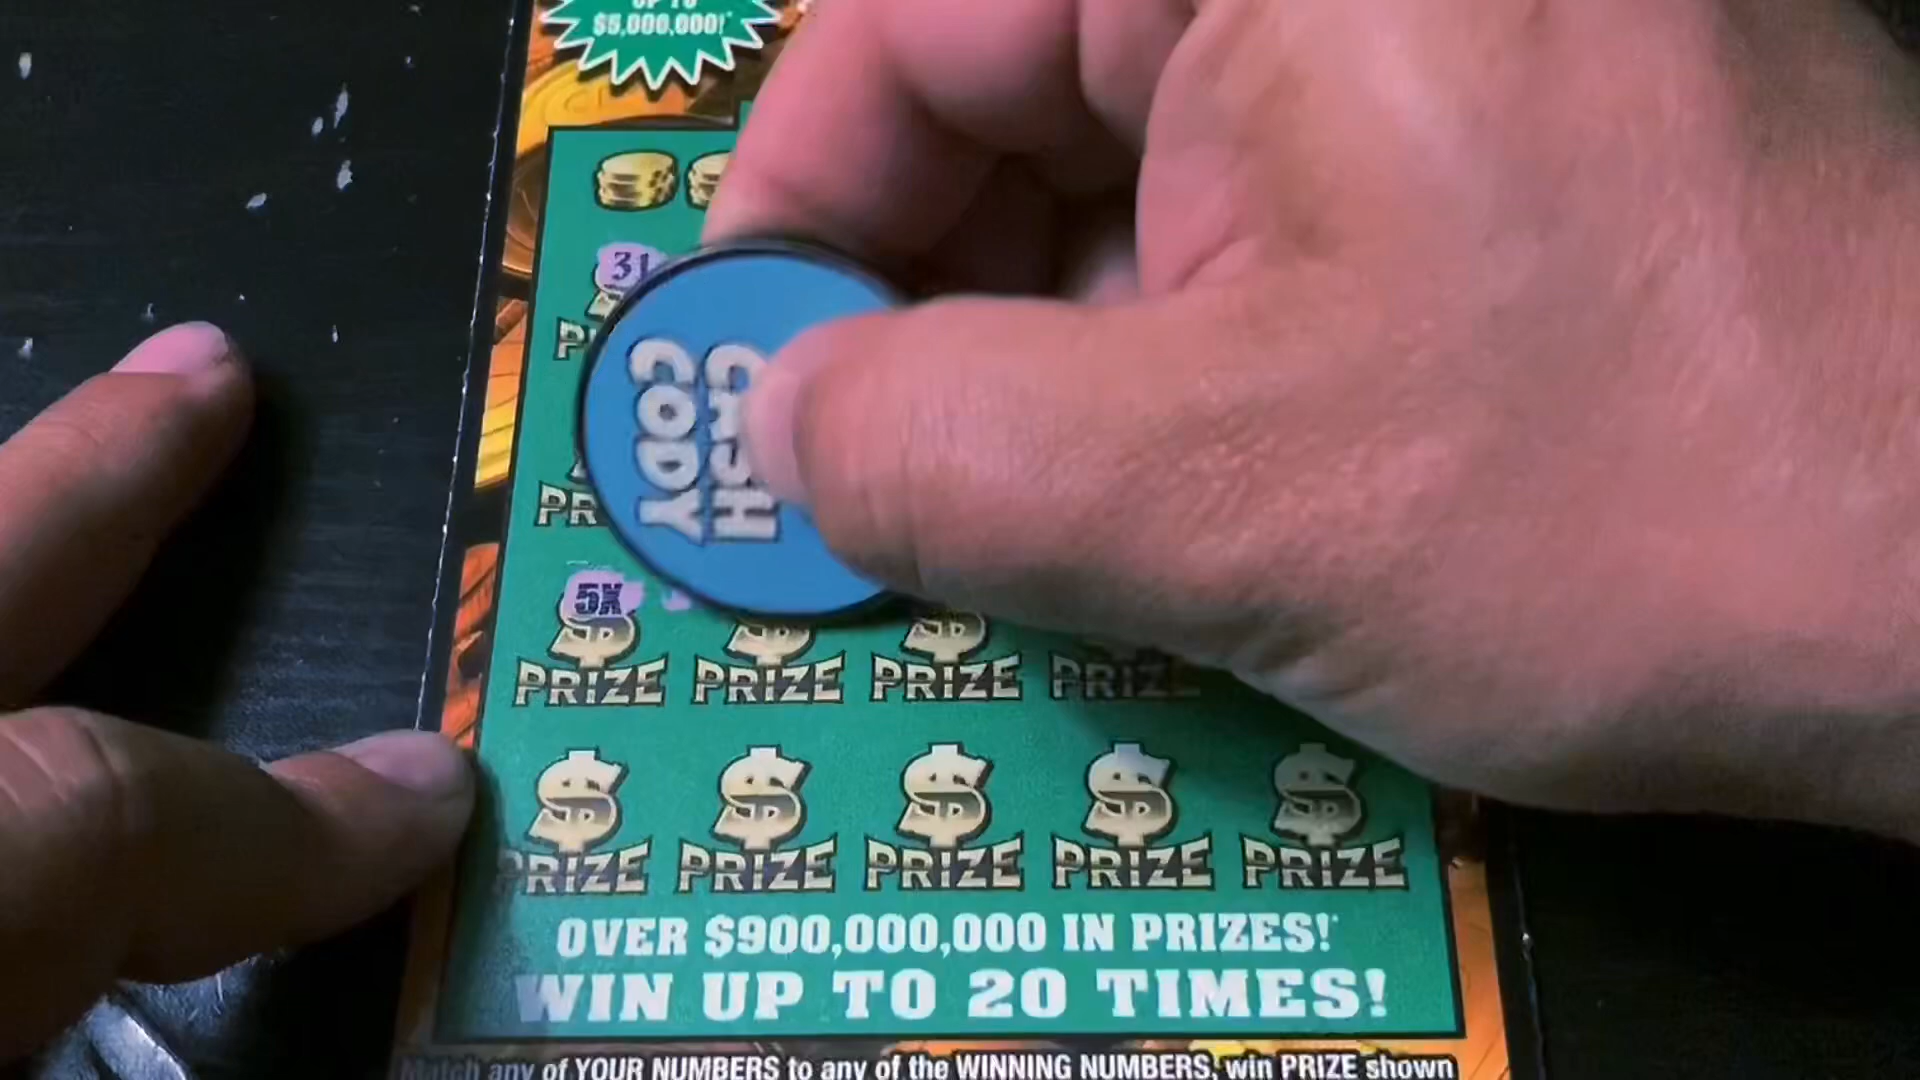 UP TO
$5,000,000!*
31
CASH
CODY
5X
PRIZE PRIZE PRIZE PRIZE
PRIZE PRIZE PRIZE PRIZE PRIZE
OVER $900,000,000 IN PRIZES!*
WIN UP TO 20 TIMES!
Match any of YOUR NUMBERS to any of the WINNING NUMBERS, win PRIZE shown